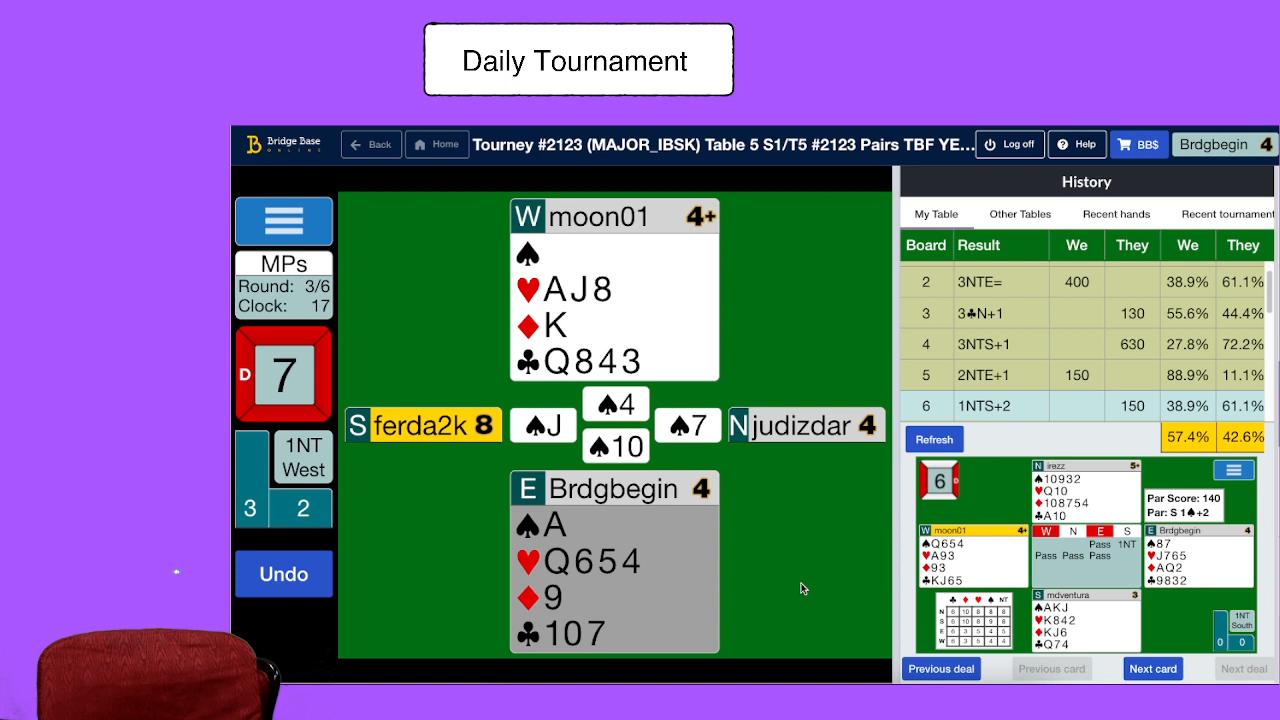 Daily Tournament
Bridge Base
ONLINE
Back
Home
Tourney #2123 (MAJOR_IBSK) Table 5 S1/T5 #2123 Pairs TBF YE...
Log off
Help
BB$
Brdgbegin 4
MPs
Round: 3/6
Clock: 17
D 7
1NT
West
3 2
Undo
W moon01 4+
♠
♥AJ8
♦K
♣Q843
♠4
S ferda2k 8
♠J
♠7
N judizdar 4
♠10
E Brdgbegin 4
♠A
♥Q654
♦9
♣107
History
My Table Other Tables Recent hands Recent tournament
Board Result We They We They
2 3NTE= 400 38.9% 61.1%
3 3♣N+1 130 55.6% 44.4%
4 3NTS+1 630 27.8% 72.2%
5 2NTE+1 150 88.9% 11.1%
6 1NTS+2 150 38.9% 61.1%
Refresh
57.4% 42.6%
6 D
N irezz 5+
♠10932
♥Q10
♦108754
♣A10
Par Score: 140
Par: S 1♠+2
W moon01 4+
♠Q654
♥A93
♦93
♣KJ65
W N E S
Pass 1NT
Pass Pass Pass
E Brdgbegin 4
♠87
♥J765
♦AQ2
♣9832
S mdventura 3
♠AKJ
♥K842
♦KJ6
♣Q74
♣ ♦ ♥ ♠ NT
1NT
South
0 0
Previous deal
Previous card
Next card
Next deal